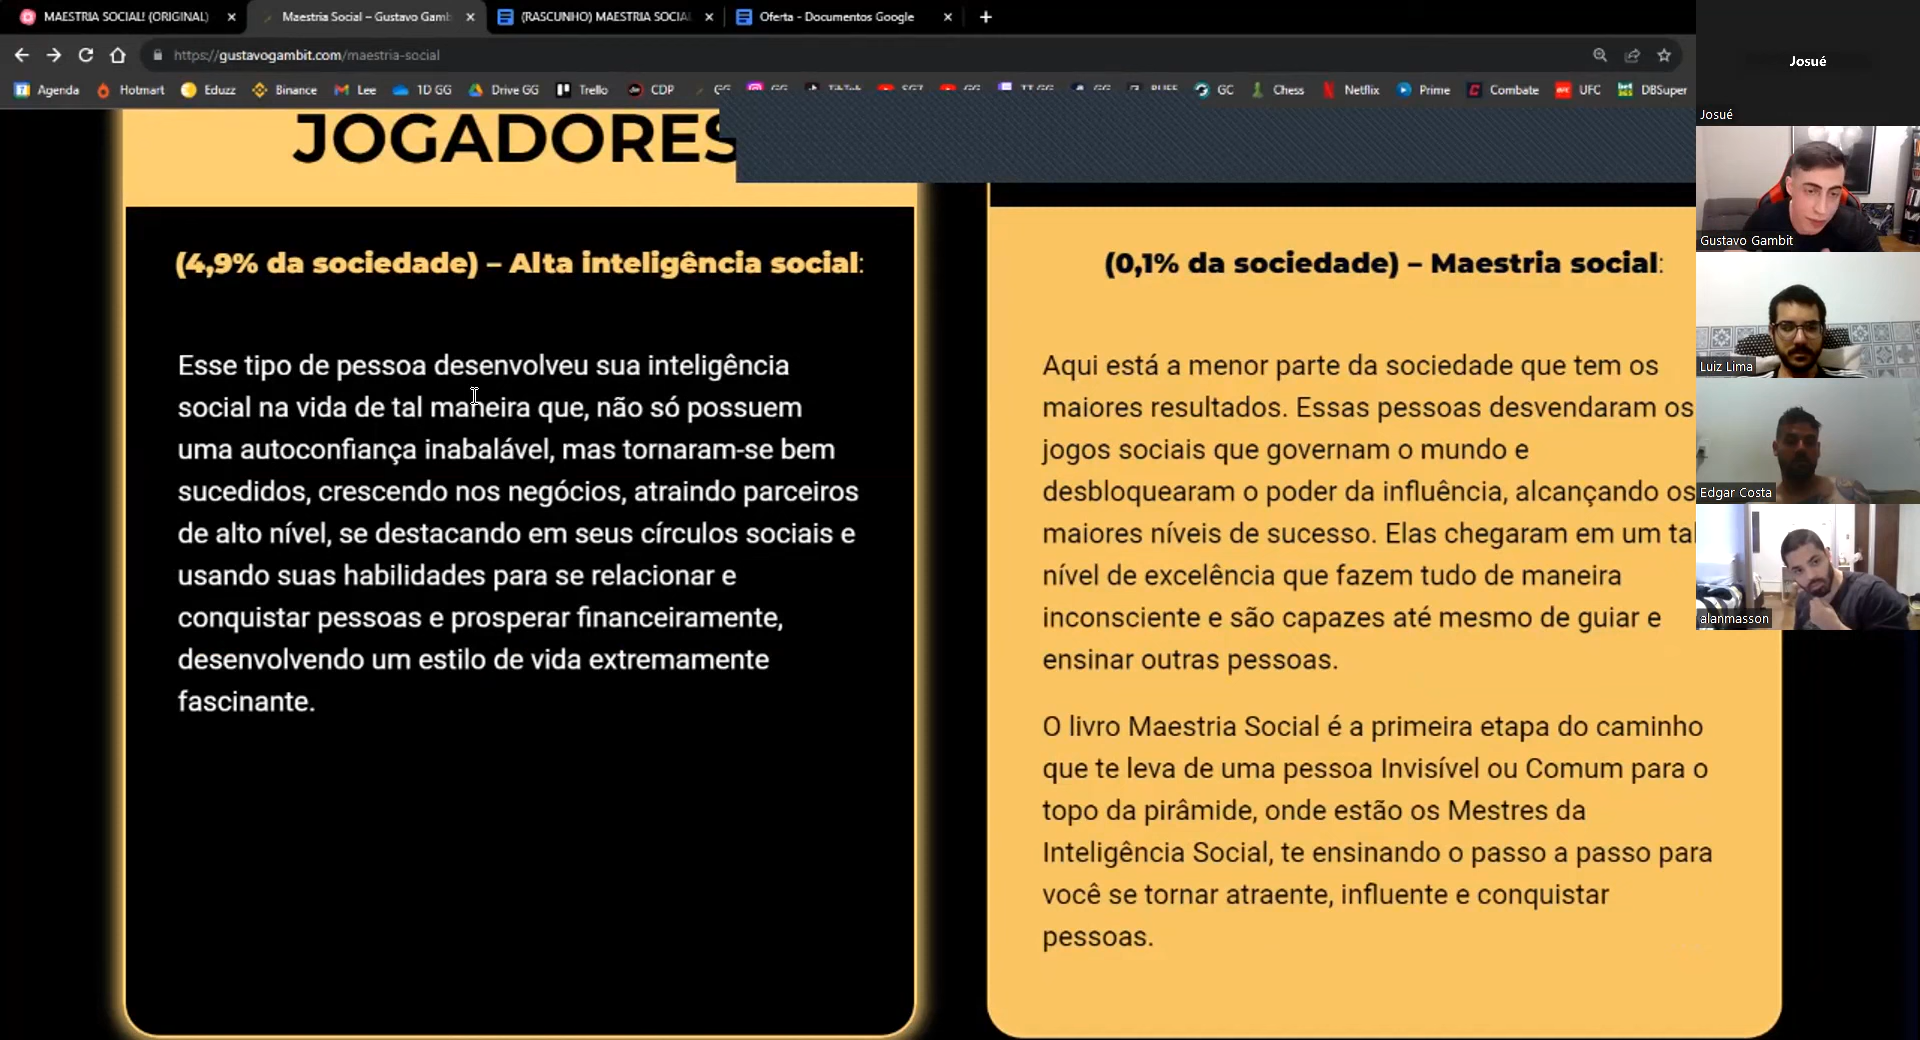 MAESTRIA SOCIAL! (ORIGINAL)
Maestria Social – Gustavo Gamb
(RASCUNHO) MAESTRIA SOCIA
Oferta - Documentos Google
https://gustavogambit.com/maestria-social
Agenda Hotmart Eduzz Binance Lee 1D GG Drive GG Trello CDP GG GG TikTok SG7 GG TT GG GG BUFF GC Chess Netflix Prime Combate UFC DBSuper
JOGADORES
(4,9% da sociedade) – Alta inteligência social:
Esse tipo de pessoa desenvolveu sua inteligência
social na vida de tal maneira que, não só possuem
uma autoconfiança inabalável, mas tornaram-se bem
sucedidos, crescendo nos negócios, atraindo parceiros
de alto nível, se destacando em seus círculos sociais e
usando suas habilidades para se relacionar e
conquistar pessoas e prosperar financeiramente,
desenvolvendo um estilo de vida extremamente
fascinante.
(0,1% da sociedade) – Maestria social:
Aqui está a menor parte da sociedade que tem os
maiores resultados. Essas pessoas desvendaram os
jogos sociais que governam o mundo e
desbloquearam o poder da influência, alcançando os
maiores níveis de sucesso. Elas chegaram em um tal
nível de excelência que fazem tudo de maneira
inconsciente e são capazes até mesmo de guiar e
ensinar outras pessoas.
O livro Maestria Social é a primeira etapa do caminho
que te leva de uma pessoa Invisível ou Comum para o
topo da pirâmide, onde estão os Mestres da
Inteligência Social, te ensinando o passo a passo para
você se tornar atraente, influente e conquistar
pessoas.
Josué
Josué
Gustavo Gambit
Luiz Lima
Edgar Costa
alanmasson